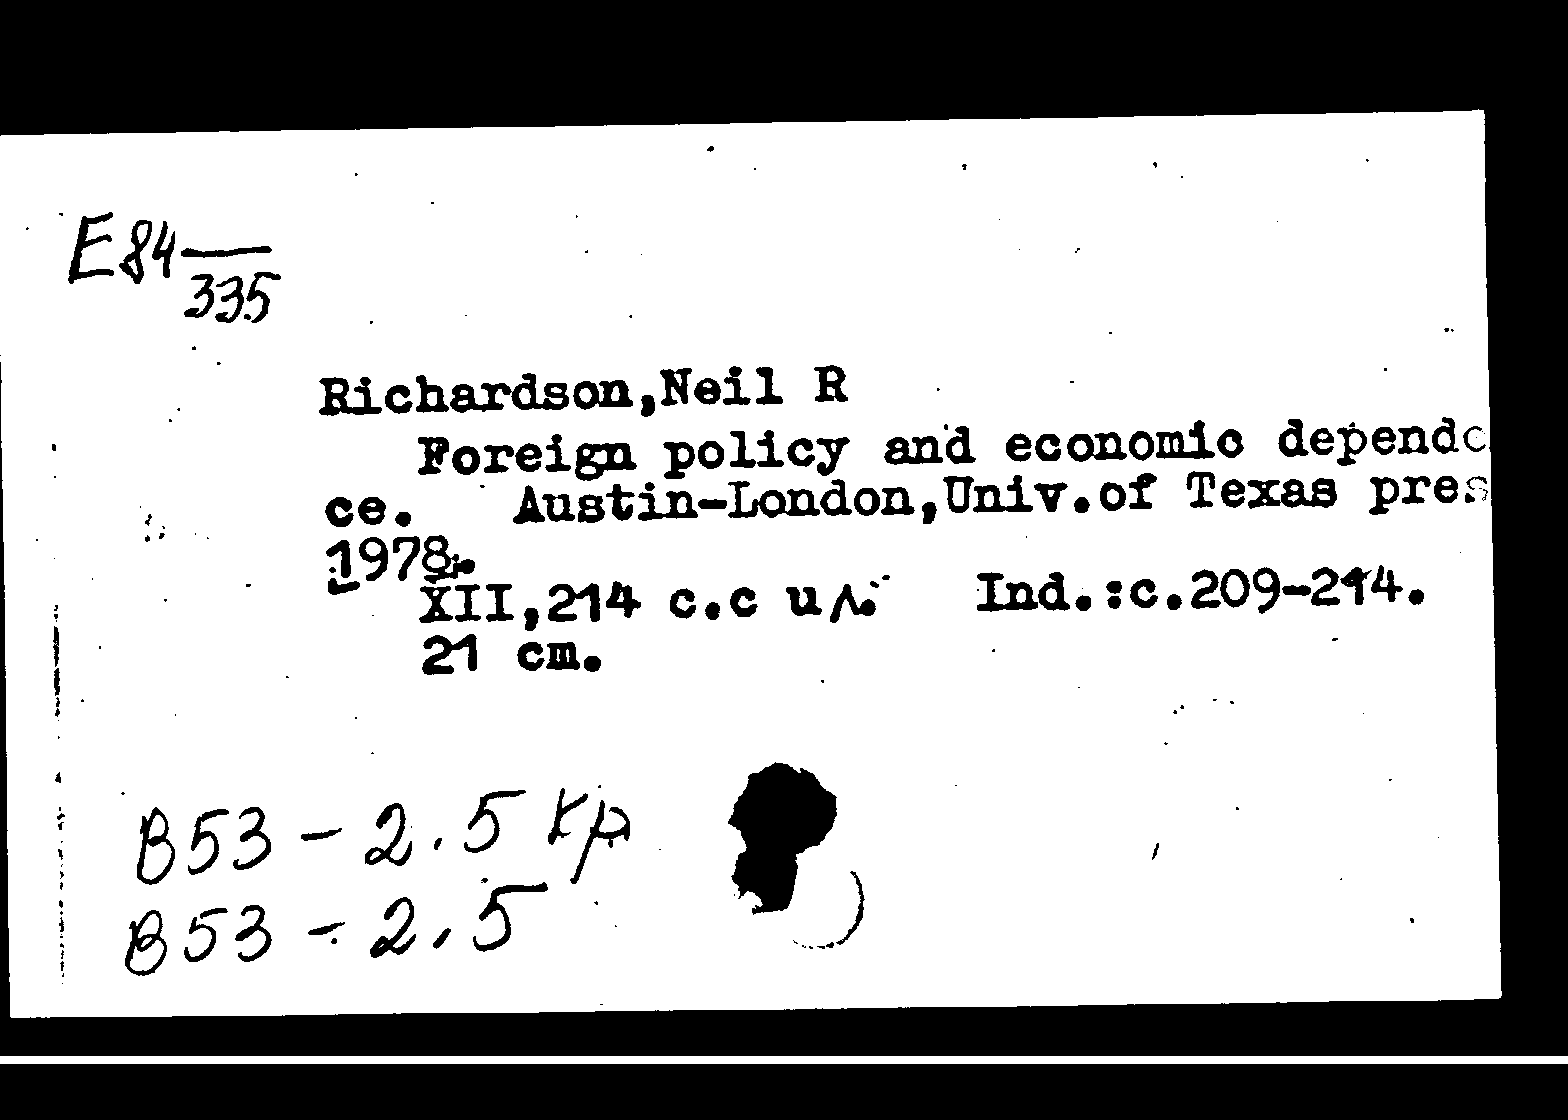 E84—
335
Richardson,Neil R
Foreign policy and economic depende
ce. Austin-London,Univ.of Texas pres
1978.
XII,214 c.с ил. Ind.:c.209-214.
21 cm.
B53 - 2.5 кр
B53 - 2.5